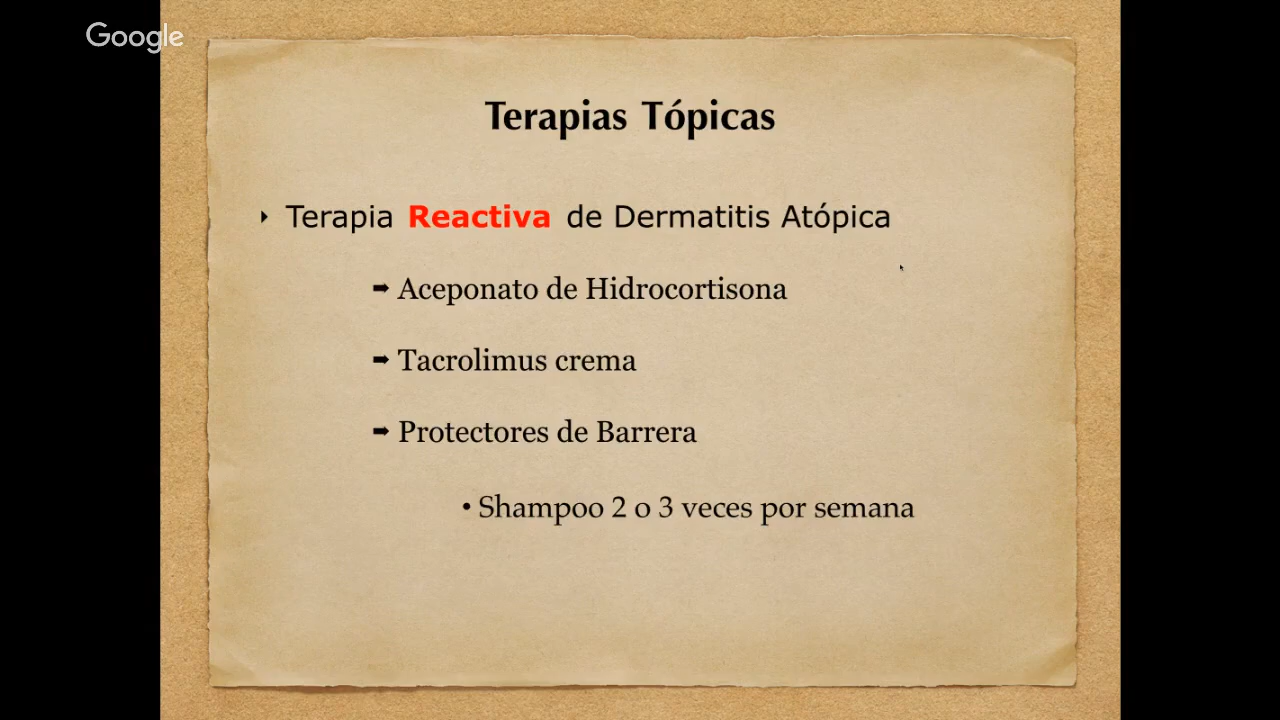 Google
Terapias Tópicas
‣ Terapia Reactiva de Dermatitis Atópica
➡ Aceponato de Hidrocortisona
➡ Tacrolimus crema
➡ Protectores de Barrera
• Shampoo 2 o 3 veces por semana